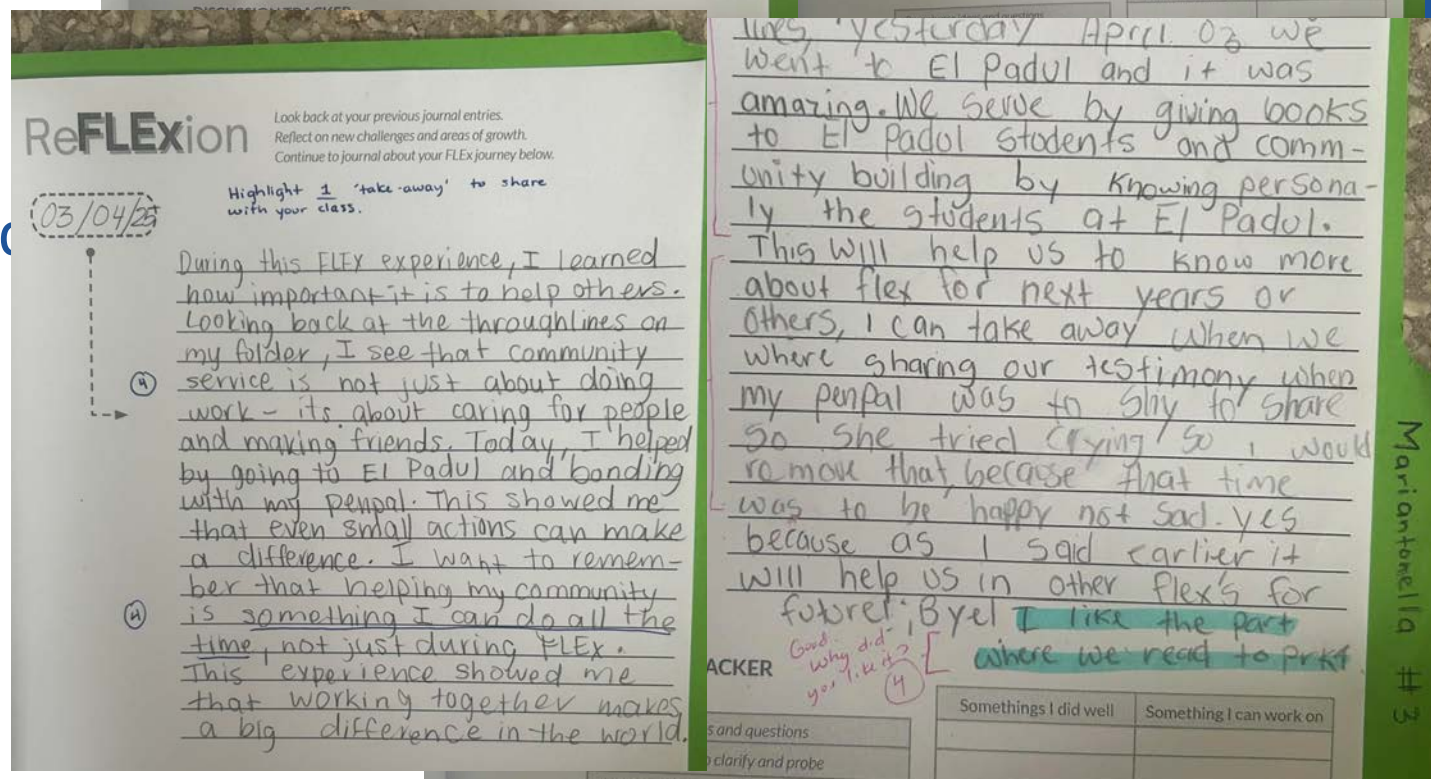 ReFLExion
Look back at your previous journal entries.
Reflect on new challenges and areas of growth.
Continue to journal about your FLEx journey below.
Highlight 1 'take-away' to share
with your class.
03/04/25
During this FLEX experience, I learned
how important it is to help others.
Looking back at the throughlines on
my folder, I see that community
④ service is not just about doing
work - its about caring for people
and making friends. Today, I helped
by going to El Padul and bonding
with my penpal. This showed me
that even small actions can make
a difference. I want to remem-
ber that helping my community
④ is something I can do all the
time, not just during FLEx.
This experience showed me
that working together makes
a big difference in the world.
lines, Yesturday April 03 we
went to El Padul and it was
amazing. We serve by giving books
to El Padul students and comm-
unity building by knowing persona-
ly the students at El Padul.
This will help us to know more
about flex for next years or
others, I can take away when we
where sharing our testimony when
my penpal was to shy to share
so she tried crying so I would
remove that, because that time
was to be happy not sad. yes
because as I said earlier it
will help us in other flex's for
future!; Bye! I like the part
where we read to prk4
Good
why did
you like it?
4
ACKER
s and questions
clarify and probe
Somethings I did well
Something I can work on
Mariantonella #3